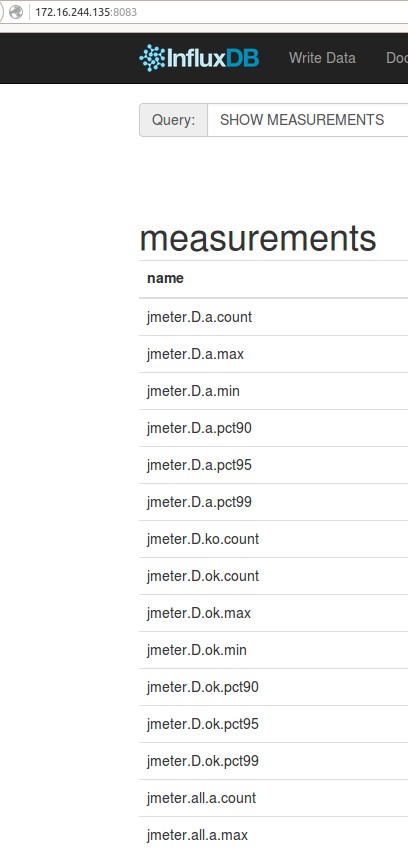 172.16.244.135:8083
InfluxDB Write Data Doc
Query: SHOW MEASUREMENTS
measurements
name
jmeter.D.a.count
jmeter.D.a.max
jmeter.D.a.min
jmeter.D.a.pct90
jmeter.D.a.pct95
jmeter.D.a.pct99
jmeter.D.ko.count
jmeter.D.ok.count
jmeter.D.ok.max
jmeter.D.ok.min
jmeter.D.ok.pct90
jmeter.D.ok.pct95
jmeter.D.ok.pct99
jmeter.all.a.count
jmeter.all.a.max